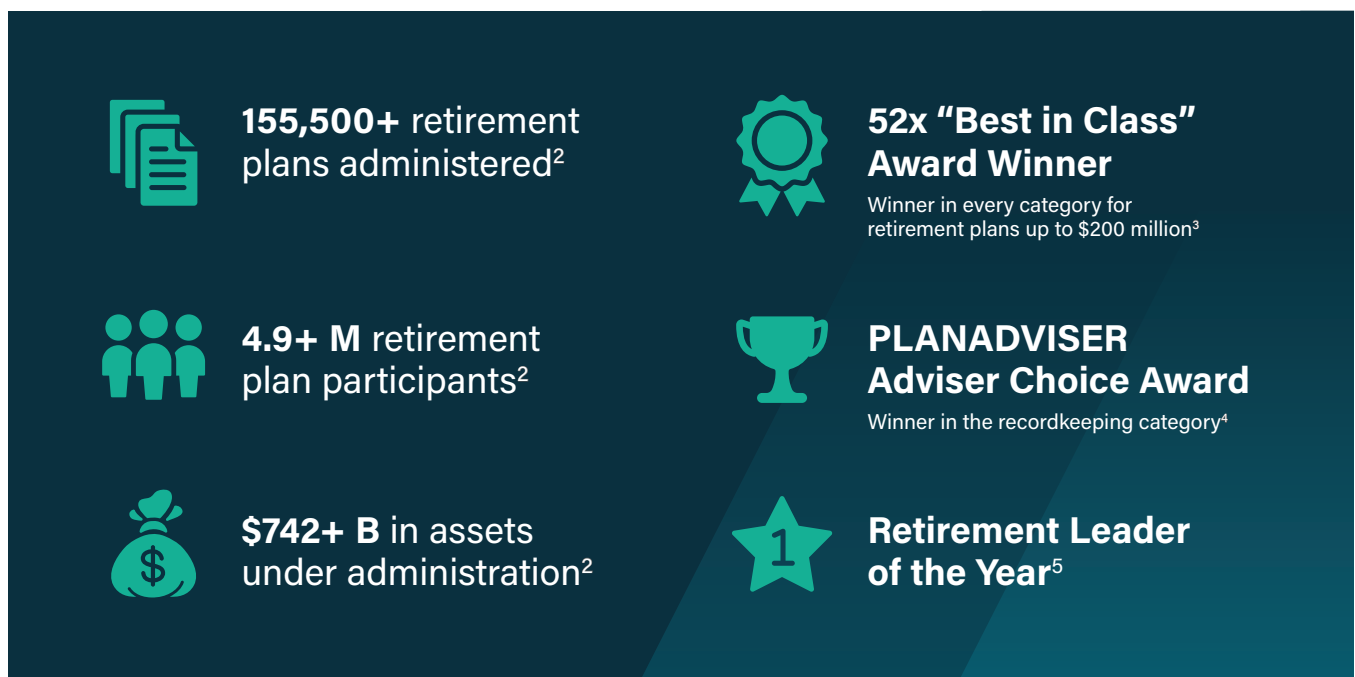 155,500+ retirement
plans administered²
4.9+ M retirement
plan participants²
$
$742+ B in assets
under administration²
52x “Best in Class”
Award Winner
Winner in every category for
retirement plans up to $200 million³
PLANADVISER
Adviser Choice Award
Winner in the recordkeeping category⁴
1
Retirement Leader
of the Year⁵